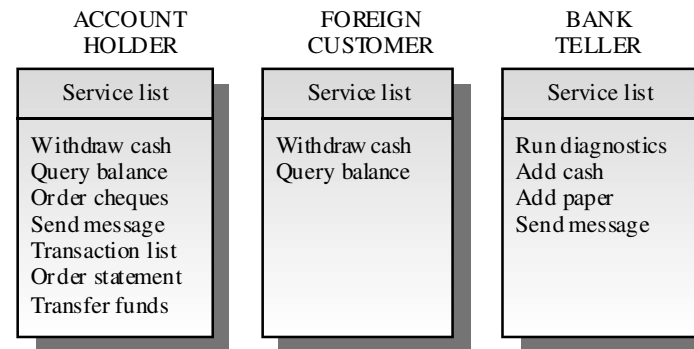 ACCOUNT
HOLDER
Service list
Withdraw cash
Query balance
Order cheques
Send message
Transaction list
Order statement
Transfer funds
FOREIGN
CUSTOMER
Service list
Withdraw cash
Query balance
BANK
TELLER
Service list
Run diagnostics
Add cash
Add paper
Send message